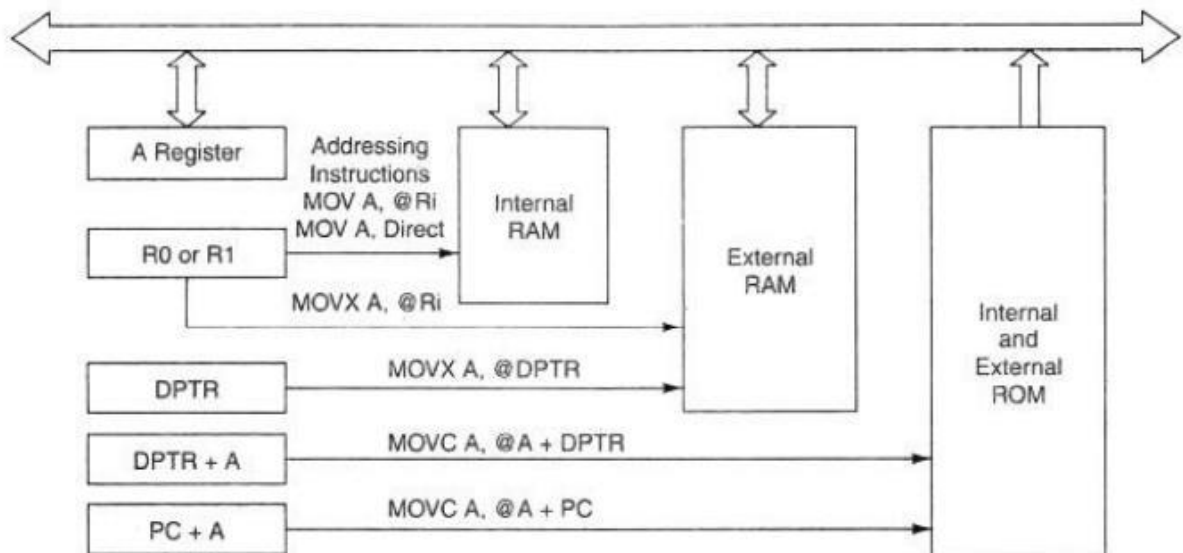 A Register
Addressing
Instructions
MOV A, @Ri
MOV A, Direct
Internal
RAM
R0 or R1
External
RAM
MOVX A, @Ri
Internal
and
External
ROM
DPTR
MOVX A, @DPTR
DPTR + A
MOVC A, @A + DPTR
PC + A
MOVC A, @A + PC